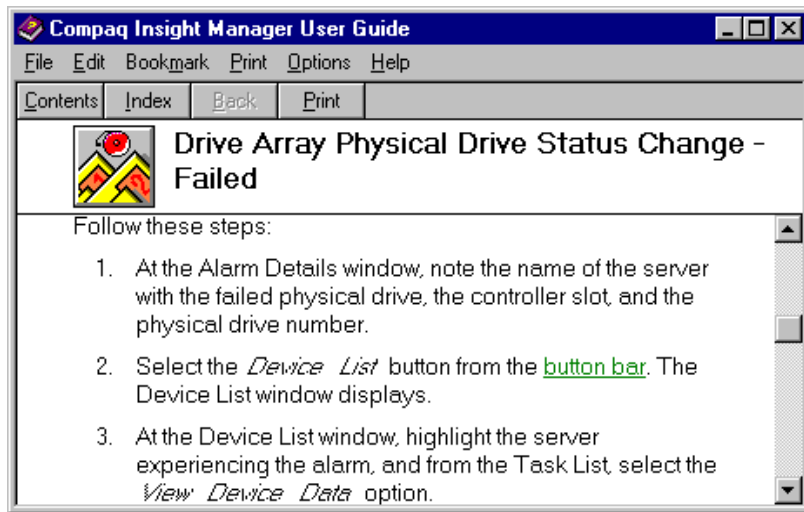 Compaq Insight Manager User Guide
File Edit Bookmark Print Options Help
Contents Index Back Print
Drive Array Physical Drive Status Change -
Failed
Follow these steps:
1. At the Alarm Details window, note the name of the server
with the failed physical drive, the controller slot, and the
physical drive number.
2. Select the Device List button from the button bar. The
Device List window displays.
3. At the Device List window, highlight the server
experiencing the alarm, and from the Task List, select the
View Device Data option.